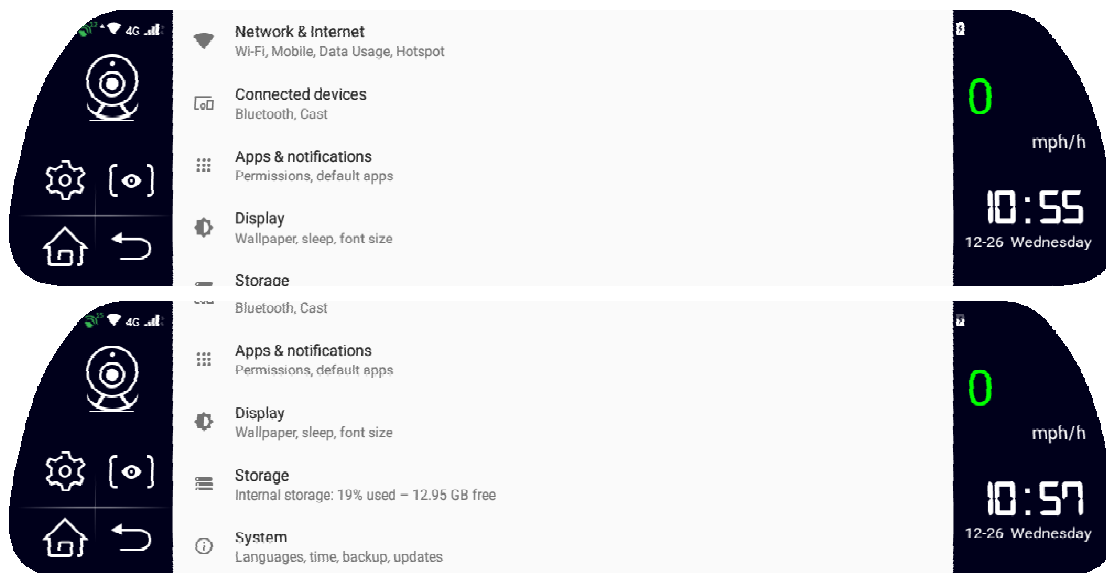 12
4G
Network & Internet
Wi-Fi, Mobile, Data Usage, Hotspot
Connected devices
Bluetooth, Cast
Apps & notifications
Permissions, default apps
Display
Wallpaper, sleep, font size
Storage
0
mph/h
10:55
12-26 Wednesday
4G
Bluetooth, Cast
Apps & notifications
Permissions, default apps
Display
Wallpaper, sleep, font size
Storage
Internal storage: 19% used – 12.95 GB free
System
Languages, time, backup, updates
0
mph/h
10:57
12-26 Wednesday